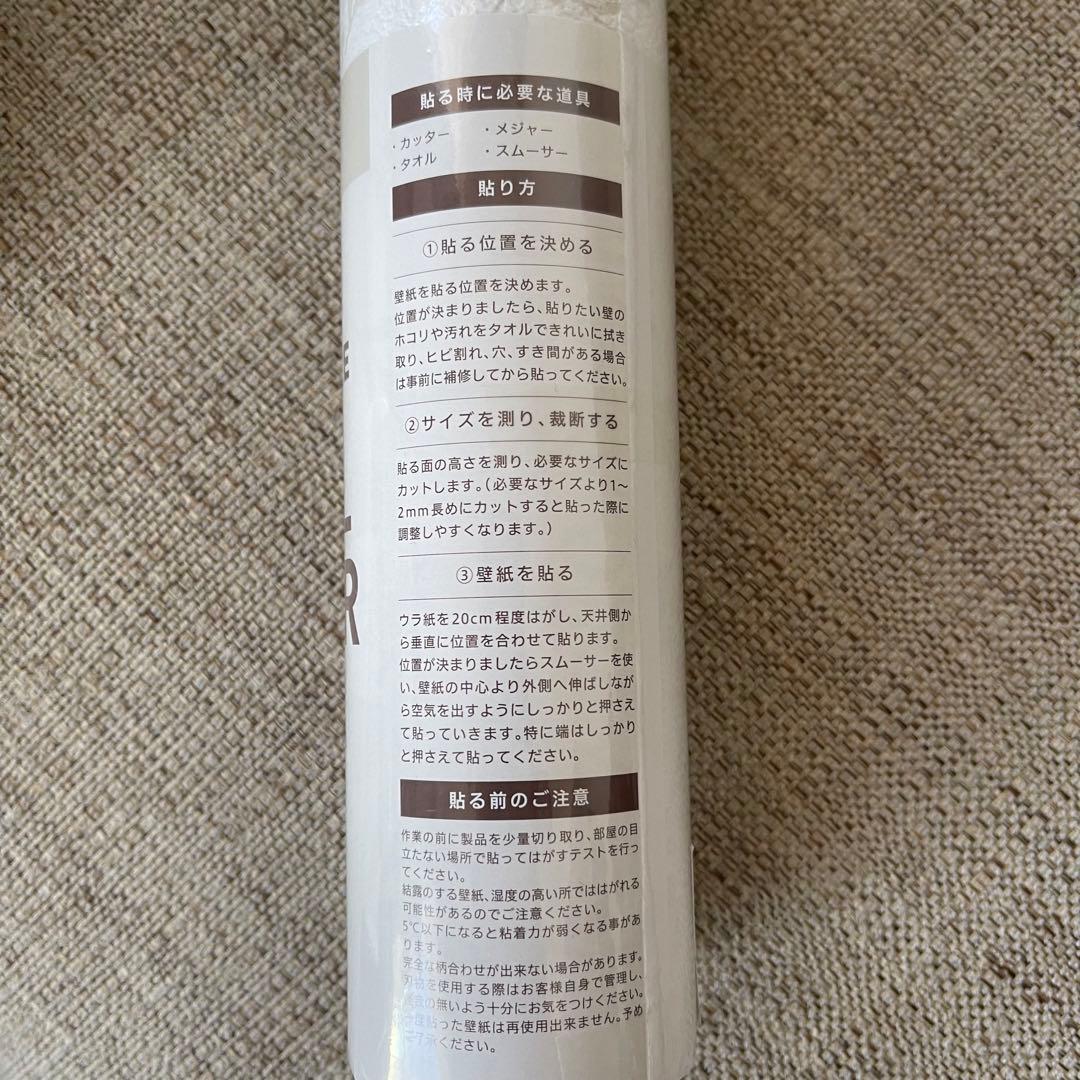 貼る時に必要な道具
・カッター ・メジャー
・タオル ・スムーサー
貼り方
①貼る位置を決める
壁紙を貼る位置を決めます。
位置が決まりましたら、貼りたい壁の
ホコリや汚れをタオルできれいに拭き
取り、ヒビ割れ、穴、すき間がある場合
は事前に補修してから貼ってください。
②サイズを測り、裁断する
貼る面の高さを測り、必要なサイズに
カットします。(必要なサイズより1〜
2mm長めにカットすると貼った際に
調整しやすくなります。)
③壁紙を貼る
ウラ紙を20cm程度はがし、天井側か
ら垂直に位置を合わせて貼ります。
位置が決まりましたらスムーサーを使
い、壁紙の中心より外側へ伸ばしなが
ら空気を出すようにしっかりと押さえ
て貼っていきます。特に端はしっかり
と押さえて貼ってください。
貼る前のご注意
作業の前に製品を少量切り取り、部屋の目
立たない場所で貼ってはがすテストを行っ
てください。
結露のする壁紙、湿度の高い所でははがれる
可能性があるのでご注意ください。
5℃以下になると粘着力が弱くなる事があ
ります。
完全な柄合わせが出来ない場合があります。
刃物を使用する際はお客様自身で管理し、
の無いよう十分にお気をつけください。
一度貼った壁紙は再使用出来ません。予め
ご了承ください。
E
R